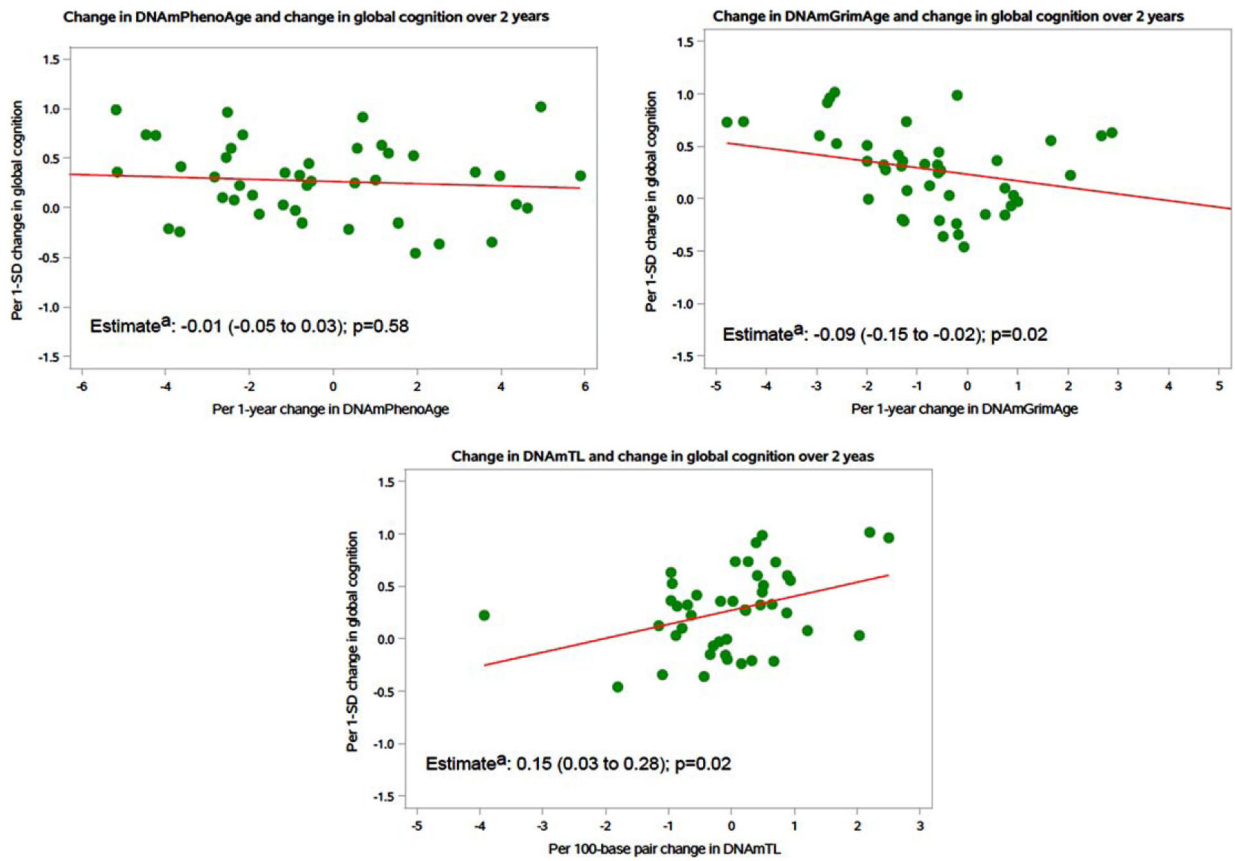 Change in DNAmPhenoAge and change in global cognition over 2 years
Per 1-SD change in global cognition
1.5
1.0
0.5
0.0
-0.5
-1.0
-1.5
Estimateᵃ: -0.01 (-0.05 to 0.03); p=0.58
-6 -4 -2 0 2 4 6
Per 1-year change in DNAmPhenoAge
Change in DNAmGrimAge and change in global cognition over 2 years
Per 1-SD change in global cognition
1.5
1.0
0.5
0.0
-0.5
-1.0
-1.5
Estimateᵃ: -0.09 (-0.15 to -0.02); p=0.02
-5 -4 -3 -2 -1 0 1 2 3 4 5
Per 1-year change in DNAmGrimAge
Change in DNAmTL and change in global cognition over 2 yeas
Per 1-SD change in global cognition
1.5
1.0
0.5
0.0
-0.5
-1.0
-1.5
Estimateᵃ: 0.15 (0.03 to 0.28); p=0.02
-5 -4 -3 -2 -1 0 1 2 3
Per 100-base pair change in DNAmTL